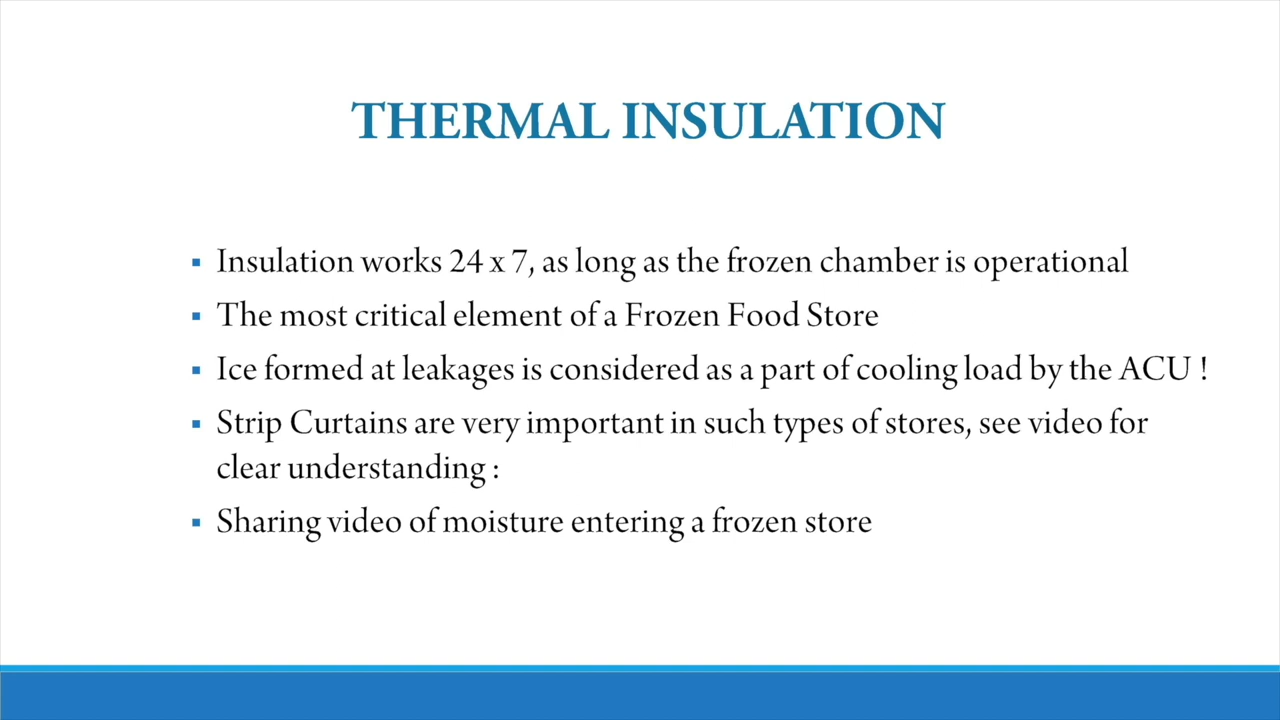 THERMAL INSULATION
▪ Insulation works 24 x 7, as long as the frozen chamber is operational
▪ The most critical element of a Frozen Food Store
▪ Ice formed at leakages is considered as a part of cooling load by the ACU !
▪ Strip Curtains are very important in such types of stores, see video for
clear understanding :
▪ Sharing video of moisture entering a frozen store